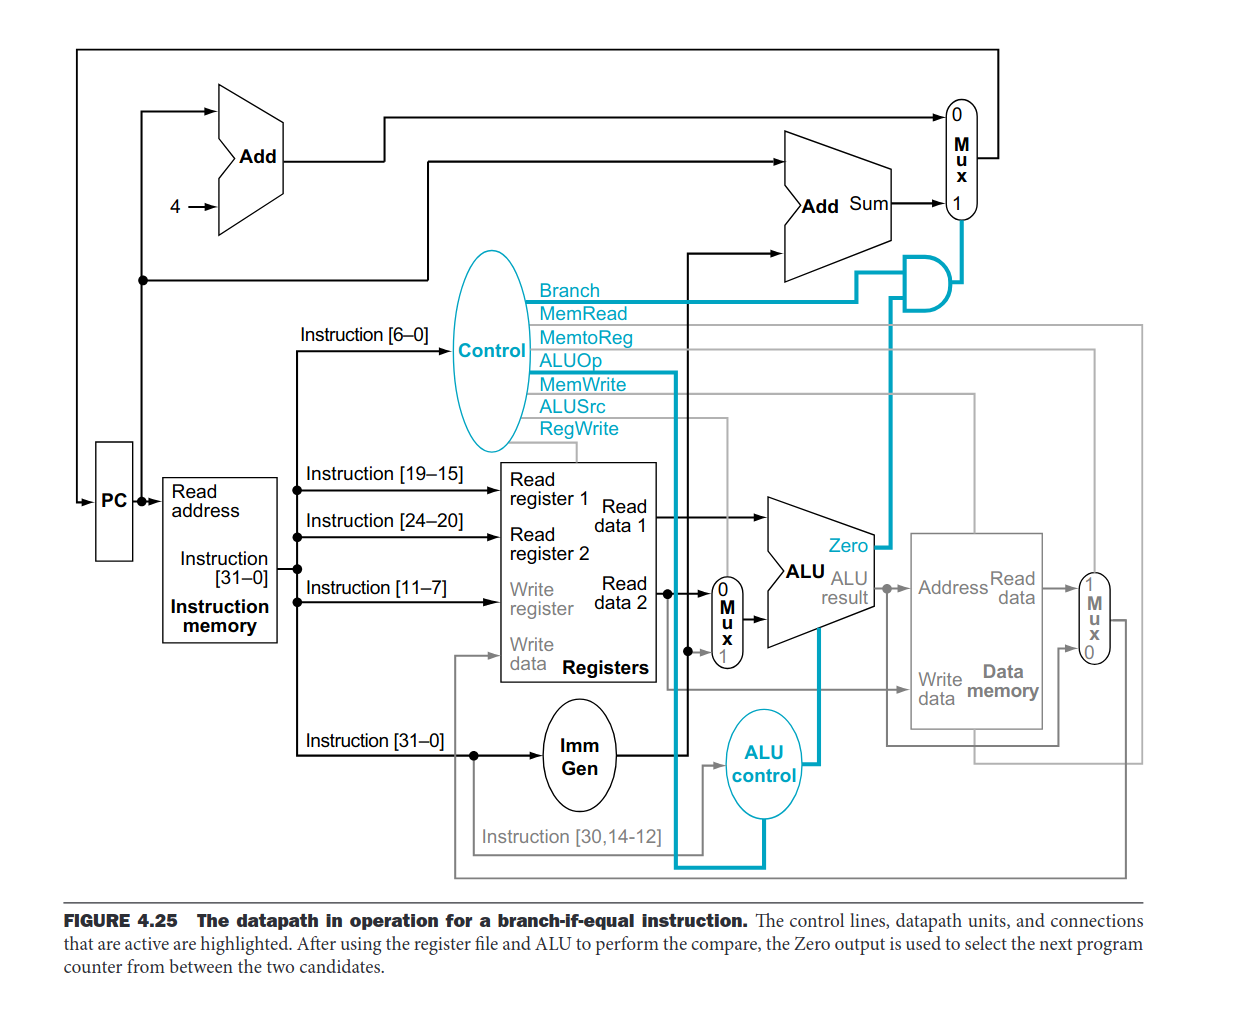 0
M
u
x
1
Add
4
Add Sum
Branch
MemRead
MemtoReg
ALUOp
MemWrite
ALUSrc
RegWrite
Control
Instruction [6–0]
Instruction [19–15]
Instruction [24–20]
Instruction [11–7]
Instruction [31–0]
Instruction [30,14-12]
PC
Read
address
Instruction
[31–0]
Instruction
memory
Read
register 1
Read
register 2
Write
register
Write
data
Read
data 1
Read
data 2
Registers
Imm
Gen
0
M
u
x
1
Zero
ALU
ALU
result
ALU
control
Address
Read
data
Write
data
Data
memory
1
M
u
x
0
FIGURE 4.25 The datapath in operation for a branch-if-equal instruction. The control lines, datapath units, and connections
that are active are highlighted. After using the register file and ALU to perform the compare, the Zero output is used to select the next program
counter from between the two candidates.